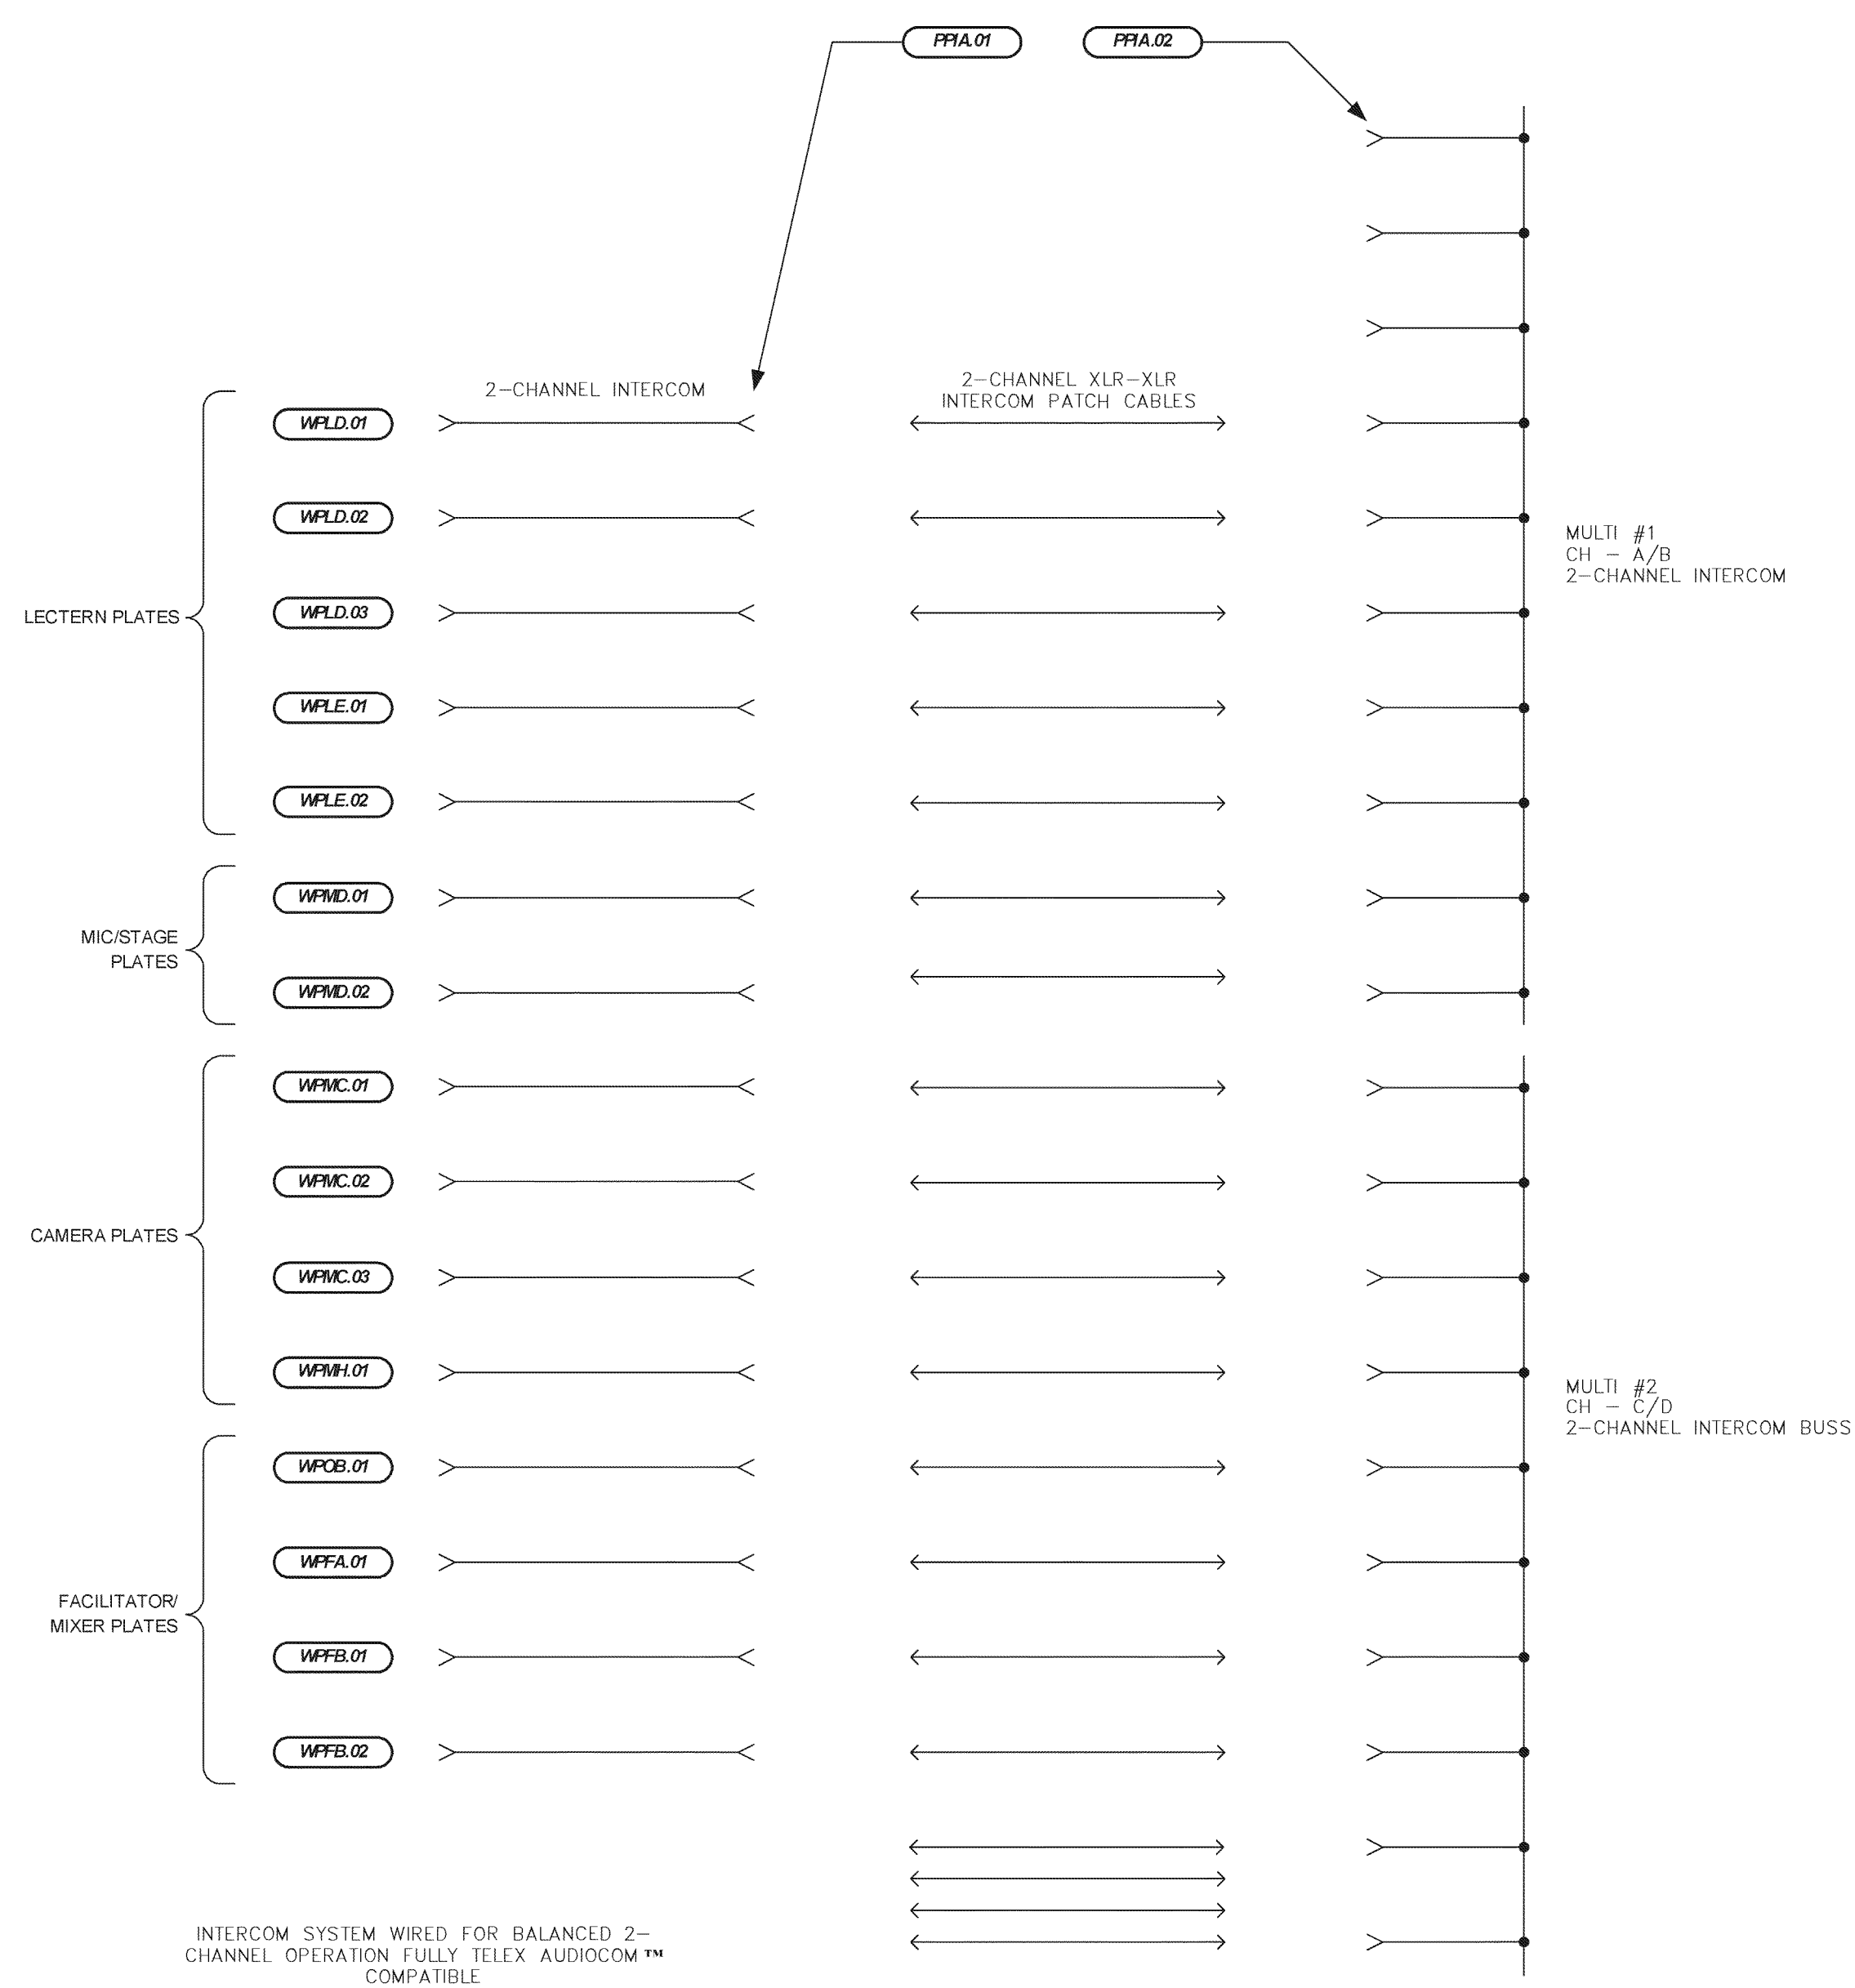 PPIA.01
PPIA.02
2-CHANNEL INTERCOM
2-CHANNEL XLR-XLR
INTERCOM PATCH CABLES
WPLD.01
WPLD.02
MULTI #1
CH - A/B
2-CHANNEL INTERCOM
LECTERN PLATES
WPLD.03
WPLE.01
WPLE.02
WPMD.01
MIC/STAGE
PLATES
WPMD.02
WPMC.01
WPMC.02
CAMERA PLATES
WPMC.03
WPMH.01
MULTI #2
CH - C/D
2-CHANNEL INTERCOM BUSS
WPOB.01
WPFA.01
FACILITATOR/
MIXER PLATES
WPFB.01
WPFB.02
INTERCOM SYSTEM WIRED FOR BALANCED 2-
CHANNEL OPERATION FULLY TELEX AUDIOCOM™
COMPATIBLE